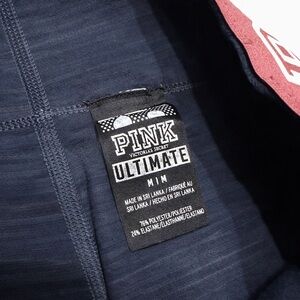 PINK
VICTORIA'S SECRET
ULTIMATE
M | M
MADE IN SRI LANKA / FABRIQUÉ AU
SRI LANKA / HECHO EN SRI LANKA
76% POLYESTER/POLIÉSTER
24% ELASTANE/ELASTHANNE/ELASTANO